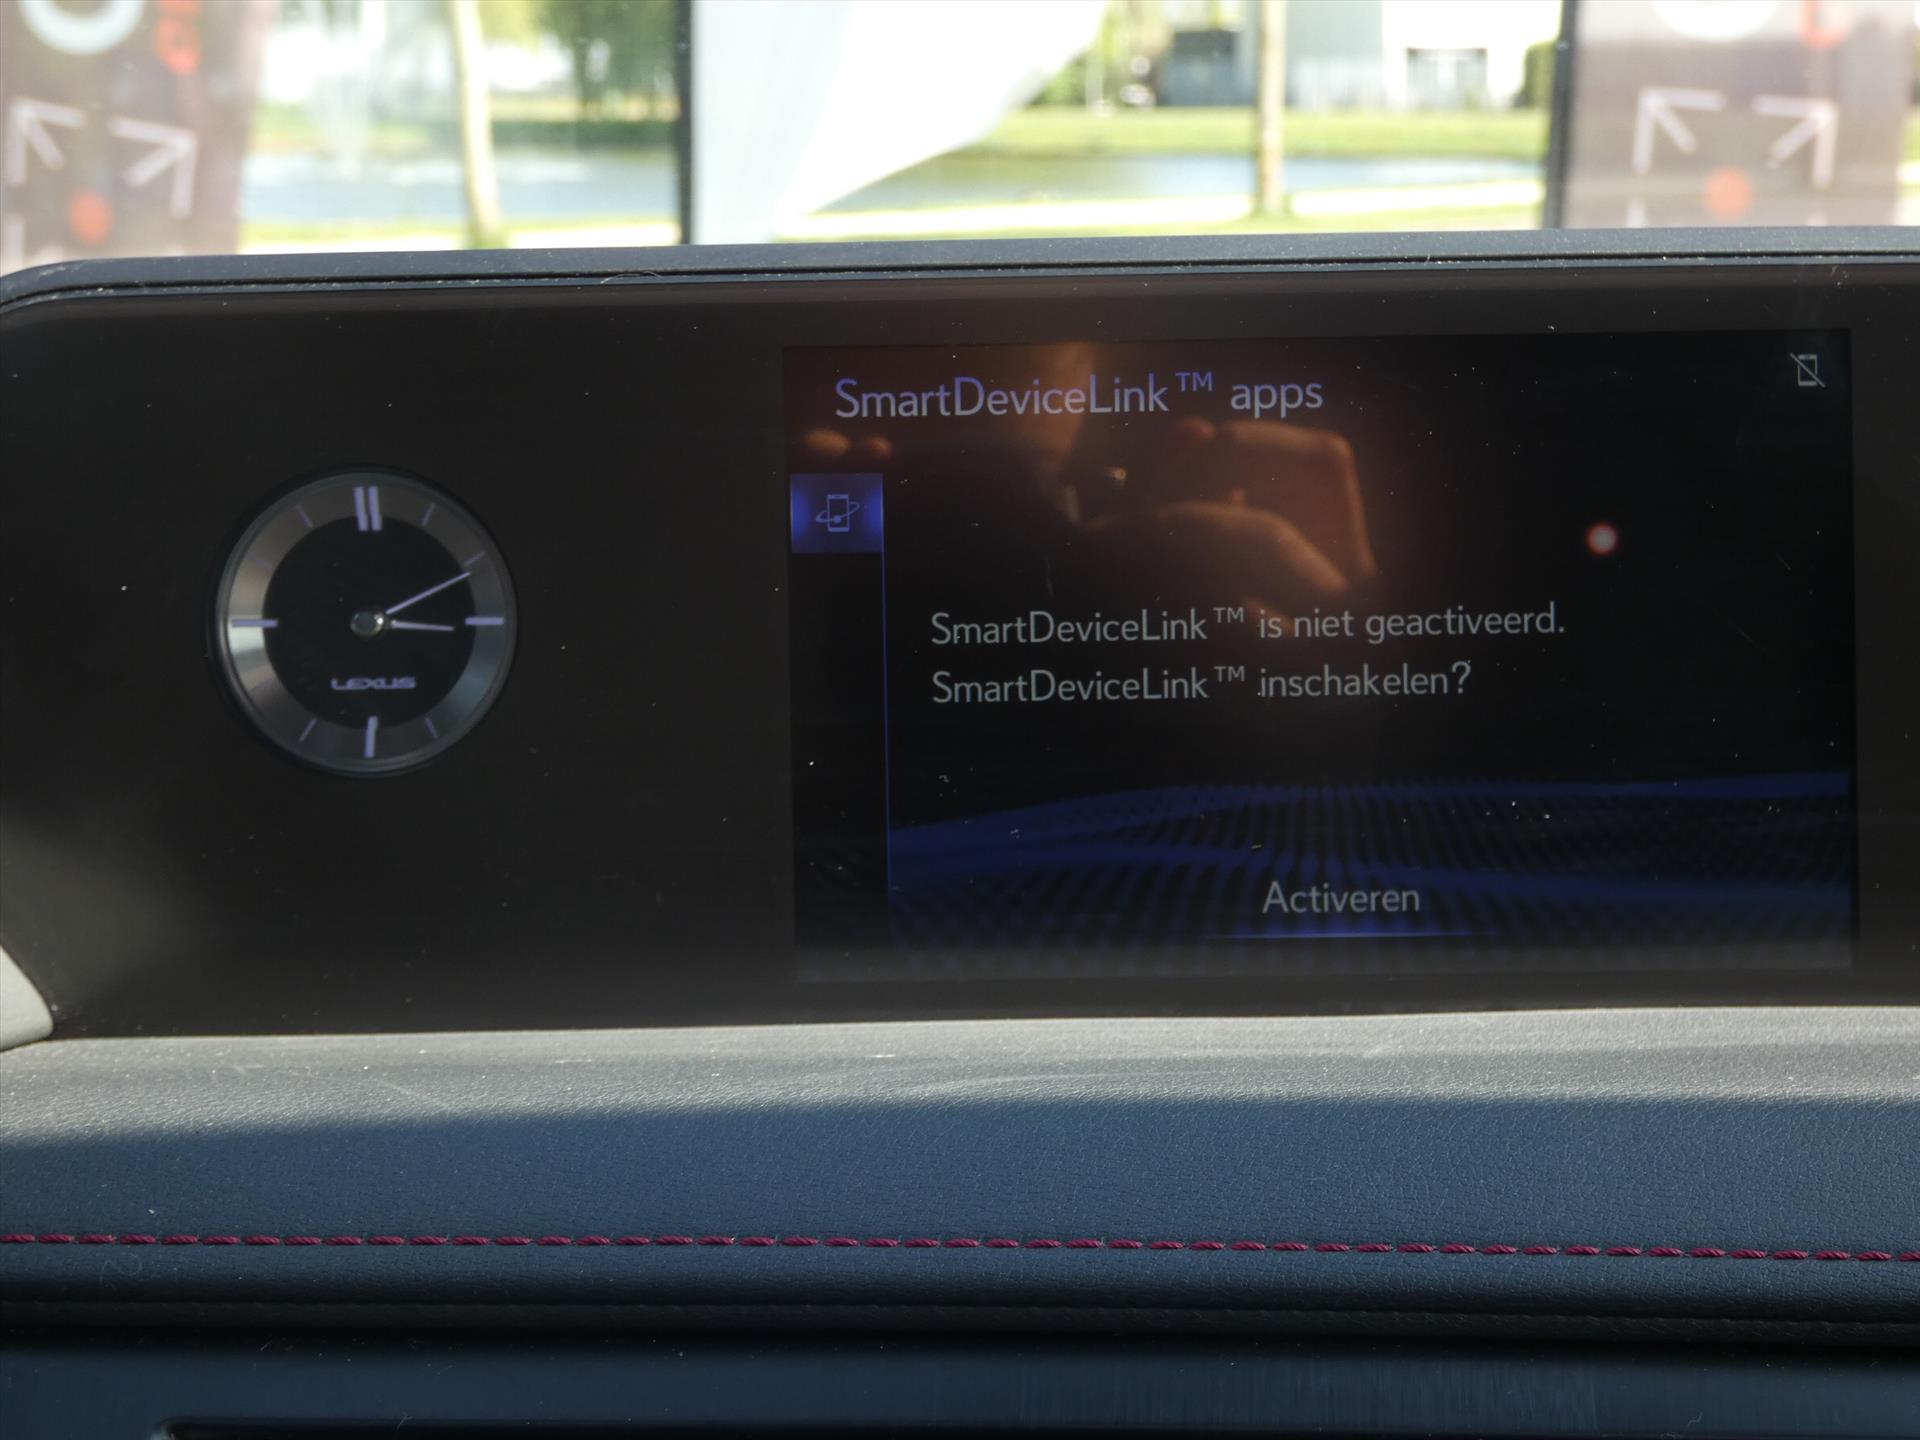 SmartDeviceLink™ apps
LEXUS
SmartDeviceLink™ is niet geactiveerd.
SmartDeviceLink™ inschakelen?
Activeren